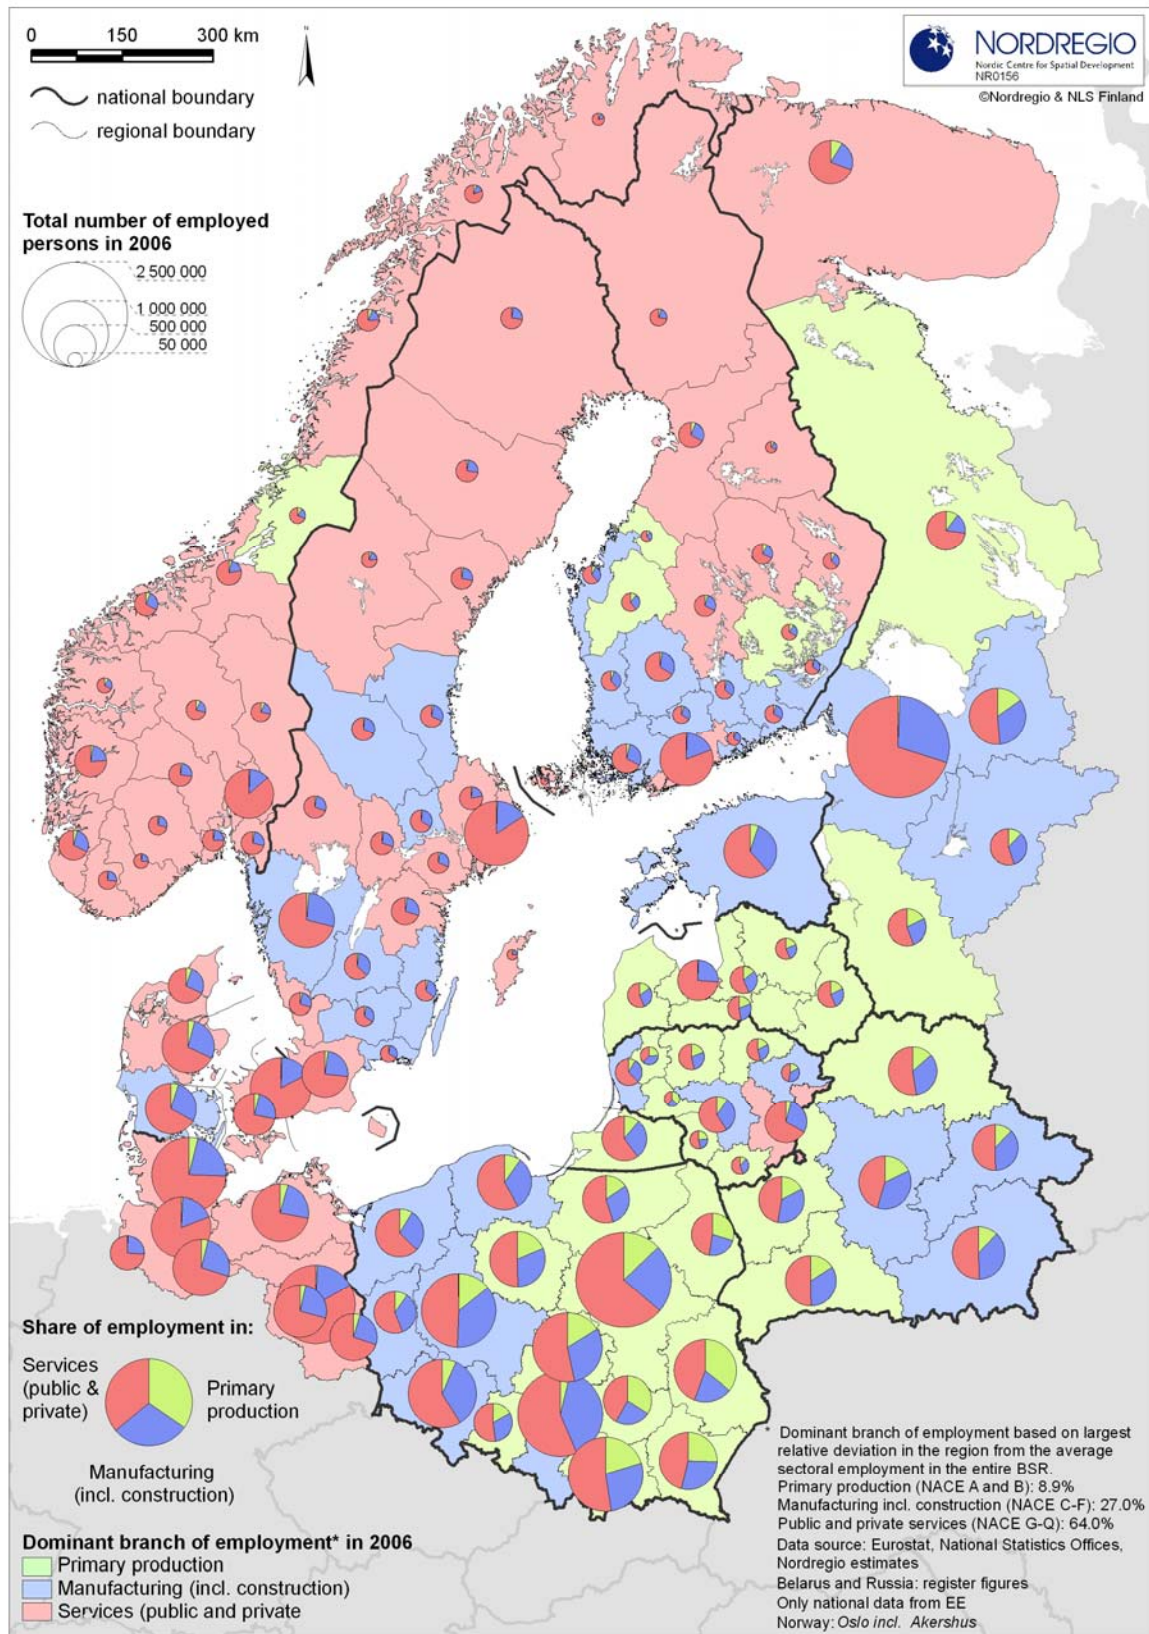 0 150 300 km
N
national boundary
regional boundary
NORDREGIO
Nordic Centre for Spatial Development
NR0156
©Nordregio & NLS Finland
Total number of employed
persons in 2006
2 500 000
1 000 000
500 000
50 000
Share of employment in:
Services
(public &
private)
Primary
production
Manufacturing
(incl. construction)
Dominant branch of employment* in 2006
Primary production
Manufacturing (incl. construction)
Services (public and private
* Dominant branch of employment based on largest
relative deviation in the region from the average
sectoral employment in the entire BSR.
Primary production (NACE A and B): 8.9%
Manufacturing incl. construction (NACE C-F): 27.0%
Public and private services (NACE G-Q): 64.0%
Data source: Eurostat, National Statistics Offices,
Nordregio estimates
Belarus and Russia: register figures
Only national data from EE
Norway: Oslo incl. Akershus